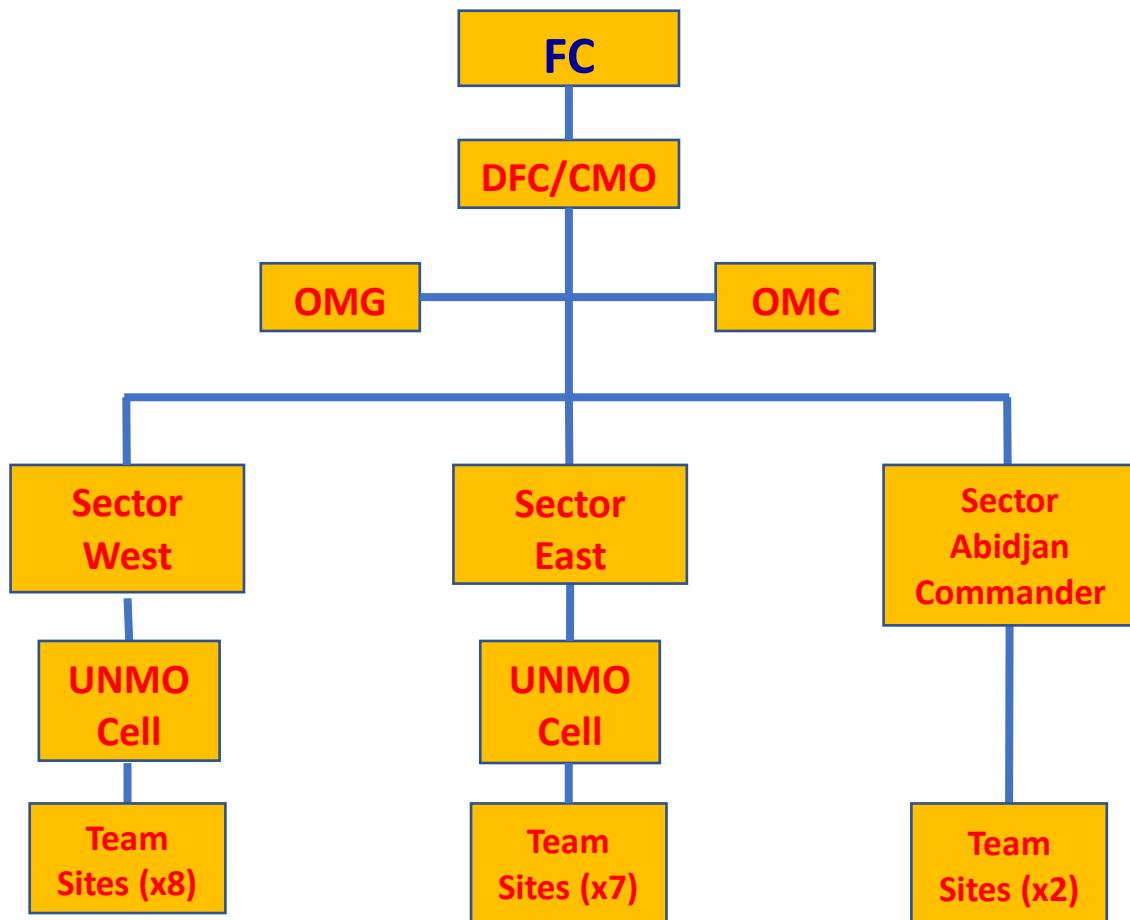 FC
DFC/CMO
OMG
OMC
Sector
West
Sector
East
Sector
Abidjan
Commander
UNMO
Cell
UNMO
Cell
Team
Sites (x8)
Team
Sites (x7)
Team
Sites (x2)